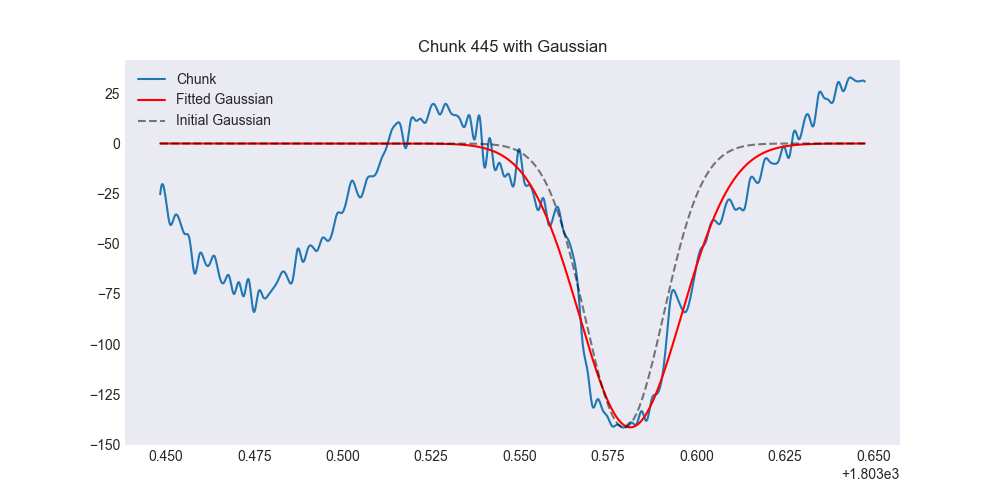 Chunk 445 with Gaussian
Chunk
Fitted Gaussian
Initial Gaussian
25
0
−25
−50
−75
−100
−125
−150
0.450 0.475 0.500 0.525 0.550 0.575 0.600 0.625 0.650
+1.803e3